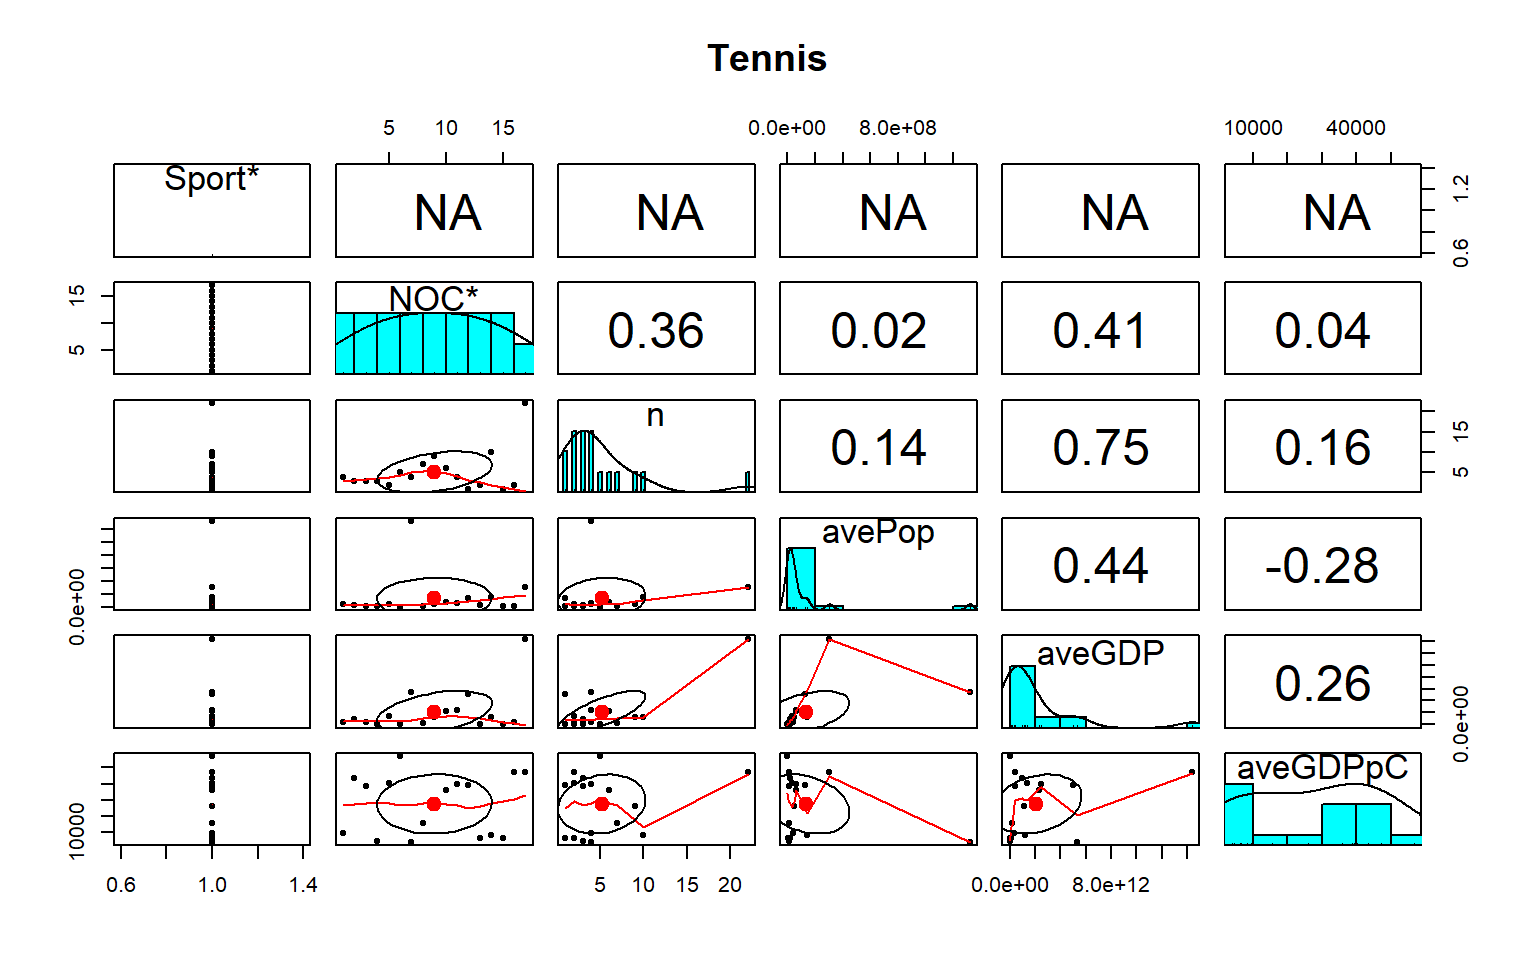 Tennis
5 10 15 0.0e+00 8.0e+08 10000 40000
Sport* NA NA NA NA NA 0.6 1.2
5 15 NOC* 0.36 0.02 0.41 0.04
n 0.14 0.75 0.16 5 15
0.0e+00 avePop 0.44 -0.28
aveGDP 0.26 0.0e+00
10000 aveGDPpC
0.6 1.0 1.4 5 10 15 20 0.0e+00 8.0e+12